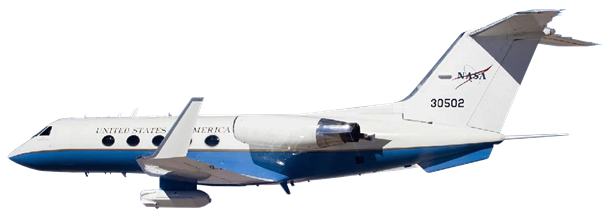 NASA
30502
UNITED STATES OF AMERICA